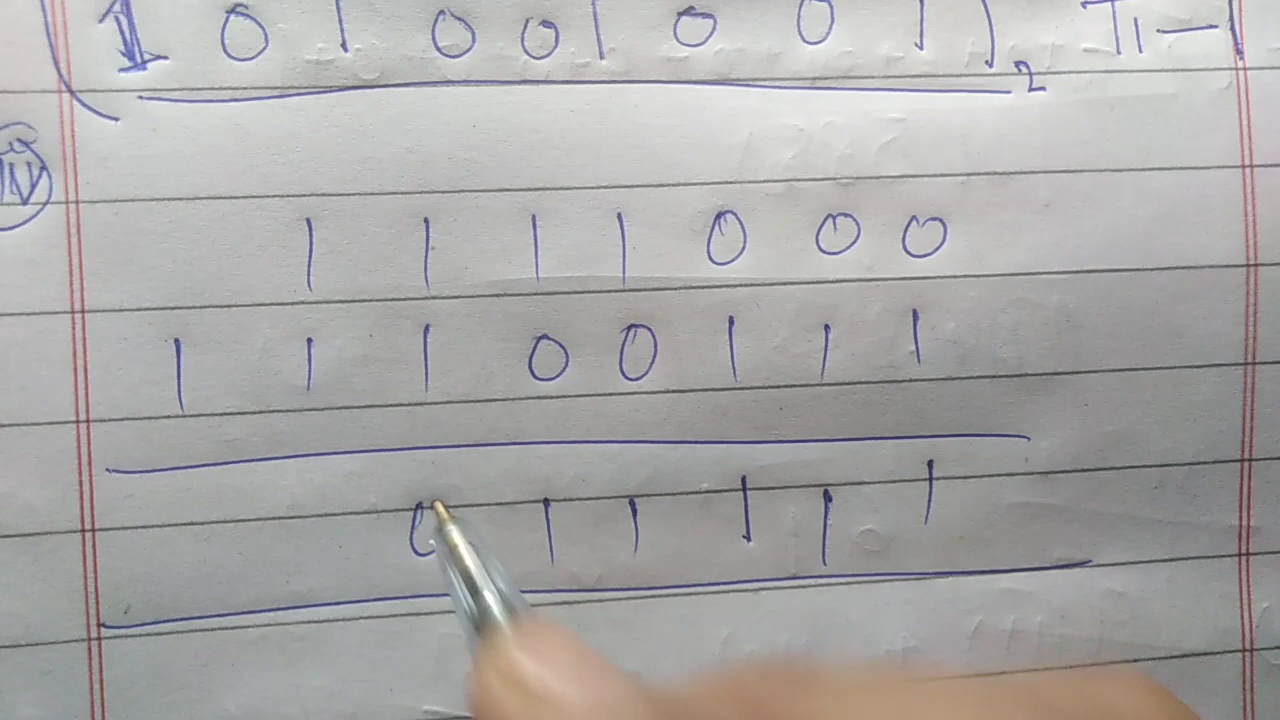 (1 0 1 0 0 1 0 0 1)₂
IV
1 1 1 1 0 0 0
1 1 1 0 0 1 1 1
0 1 1 1 1 1